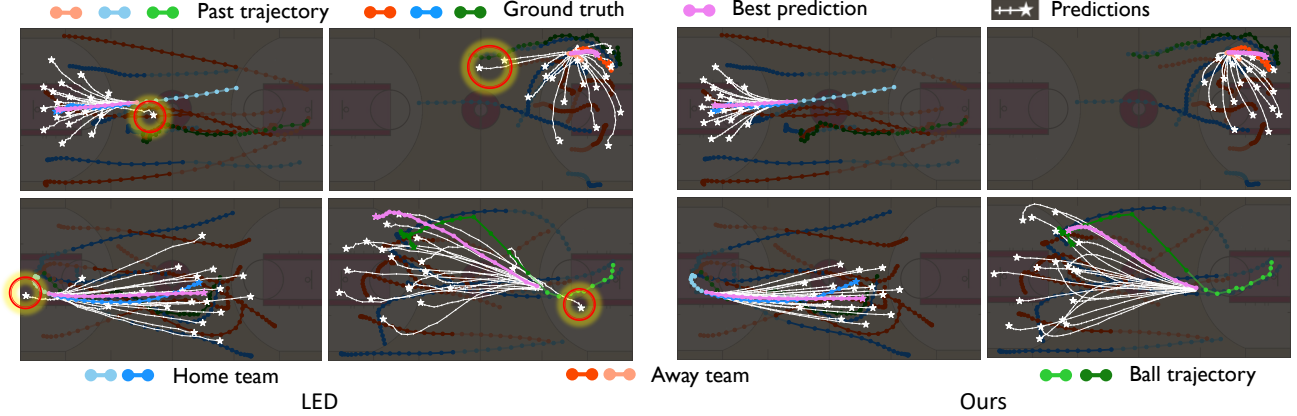 Past trajectory
Ground truth
Best prediction
Predictions
Home team
Away team
Ball trajectory
LED
Ours